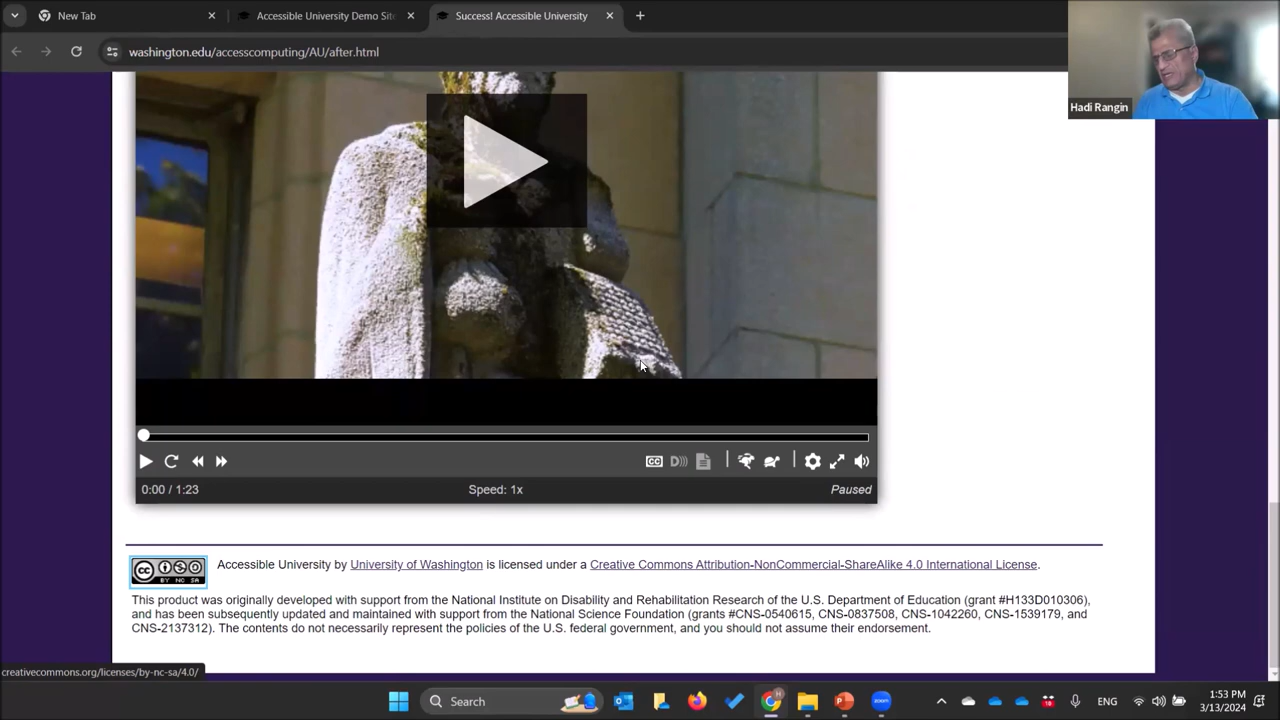 New Tab
Accessible University Demo Site
Success! Accessible University
washington.edu/accesscomputing/AU/after.html
Hadi Rangin
CC
D
0:00 / 1:23
Speed: 1x
Paused
cc
BY NC SA
Accessible University by University of Washington is licensed under a Creative Commons Attribution-NonCommercial-ShareAlike 4.0 International License.
This product was originally developed with support from the National Institute on Disability and Rehabilitation Research of the U.S. Department of Education (grant #H133D010306),
and has been subsequently updated and maintained with support from the National Science Foundation (grants #CNS-0540615, CNS-0837508, CNS-1042260, CNS-1539179, and
CNS-2137312). The contents do not necessarily represent the policies of the U.S. federal government, and you should not assume their endorsement.
creativecommons.org/licenses/by-nc-sa/4.0/
Search
ENG
1:53 PM
3/13/2024